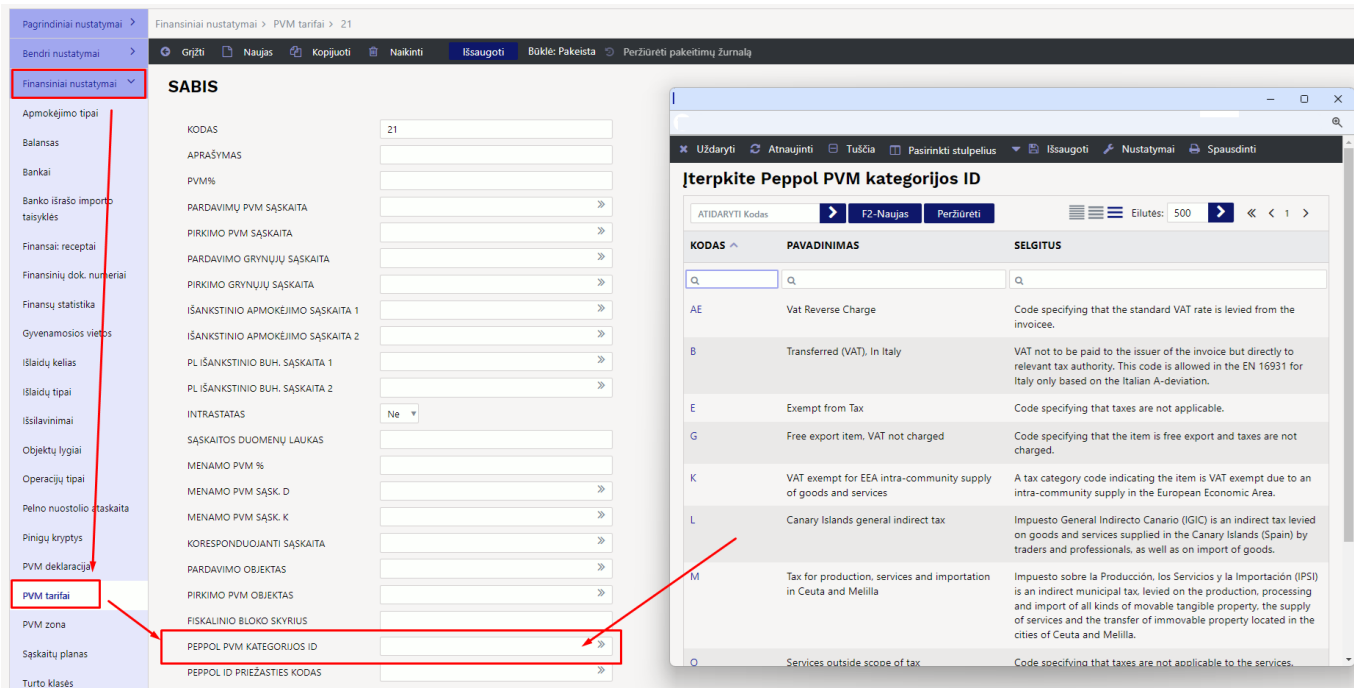 Pagrindiniai nustatymai
Bendri nustatymai
Finansiniai nustatymai
Apmokėjimo tipai
Balansas
Bankai
Banko išrašo importo
taisyklės
Finansai: receptai
Finansinių dok. numeriai
Finansų statistika
Gyvenamosios vietos
Išlaidų kelias
Išlaidų tipai
Išsilavinimai
Objektų lygiai
Operacijų tipai
Pelno nuostolio ataskaita
Pinigų kryptys
PVM deklaracija
PVM tarifai
PVM zona
Sąskaitų planas
Turto klasės
Finansiniai nustatymai > PVM tarifai > 21
Grįžti Naujas Kopijuoti Naikinti Išsaugoti Būklė: Pakeista Peržiūrėti pakeitimų žurnalą
SABIS
KODAS 21
APRAŠYMAS
PVM%
PARDAVIMŲ PVM SĄSKAITA
PIRKIMO PVM SĄSKAITA
PARDAVIMO GRYNŲJŲ SĄSKAITA
PIRKIMO GRYNŲJŲ SĄSKAITA
IŠANKSTINIO APMOKĖJIMO SĄSKAITA 1
IŠANKSTINIO APMOKĖJIMO SĄSKAITA 2
PL IŠANKSTINIO BUH. SĄSKAITA 1
PL IŠANKSTINIO BUH. SĄSKAITA 2
INTRASTATAS Ne
SĄSKAITOS DUOMENŲ LAUKAS
MENAMO PVM %
MENAMO PVM SĄSK. D
MENAMO PVM SĄSK. K
KORESPONDUOJANTI SĄSKAITA
PARDAVIMO OBJEKTAS
PIRKIMO PVM OBJEKTAS
FISKALINIO BLOKO SKYRIUS
PEPPOL PVM KATEGORIJOS ID
PEPPOL ID PRIEŽASTIES KODAS
Uždaryti Atnaujinti Tuščia Pasirinkti stulpelius Išsaugoti Nustatymai Spausdinti
Įterpkite Peppol PVM kategorijos ID
ATIDARYTI Kodas F2-Naujas Peržiūrėti Eilutės: 500 1
KODAS PAVADINIMAS SELGITUS
AE Vat Reverse Charge Code specifying that the standard VAT rate is levied from the
invoicee.
B Transferred (VAT), In Italy VAT not to be paid to the issuer of the invoice but directly to
relevant tax authority. This code is allowed in the EN 16931 for
Italy only based on the Italian A-deviation.
E Exempt from Tax Code specifying that taxes are not applicable.
G Free export item, VAT not charged Code specifying that the item is free export and taxes are not
charged.
K VAT exempt for EEA intra-community supply A tax category code indicating the item is VAT exempt due to an
of goods and services intra-community supply in the European Economic Area.
L Canary Islands general indirect tax Impuesto General Indirecto Canario (IGIC) is an indirect tax levied
on goods and services supplied in the Canary Islands (Spain) by
traders and professionals, as well as on import of goods.
M Tax for production, services and importation Impuesto sobre la Producción, los Servicios y la Importación (IPSI)
in Ceuta and Melilla is an indirect municipal tax, levied on the production, processing
and import of all kinds of movable tangible property, the supply
of services and the transfer of immovable property located in the
cities of Ceuta and Melilla.
O Services outside scope of tax Code specifying that taxes are not applicable to the services.